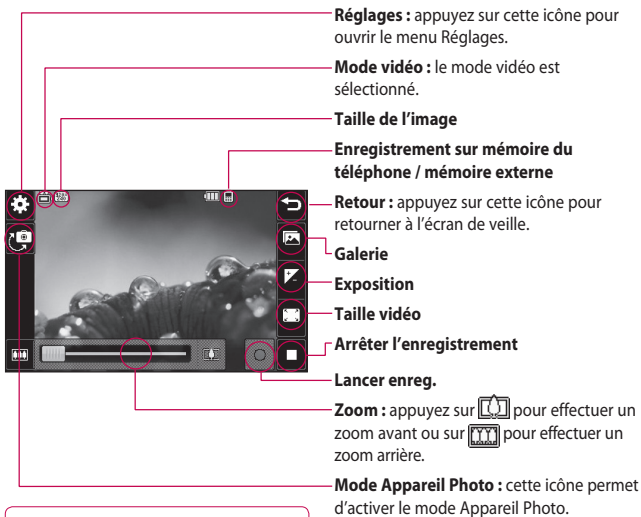 Réglages : appuyez sur cette icône pour
ouvrir le menu Réglages.
Mode vidéo : le mode vidéo est
sélectionné.
Taille de l'image
Enregistrement sur mémoire du
téléphone / mémoire externe
Retour : appuyez sur cette icône pour
retourner à l'écran de veille.
Galerie
Exposition
Taille vidéo
Arrêter l'enregistrement
Lancer enreg.
Zoom : appuyez sur pour effectuer un
zoom avant ou sur pour effectuer un
zoom arrière.
Mode Appareil Photo : cette icône permet
d'activer le mode Appareil Photo.